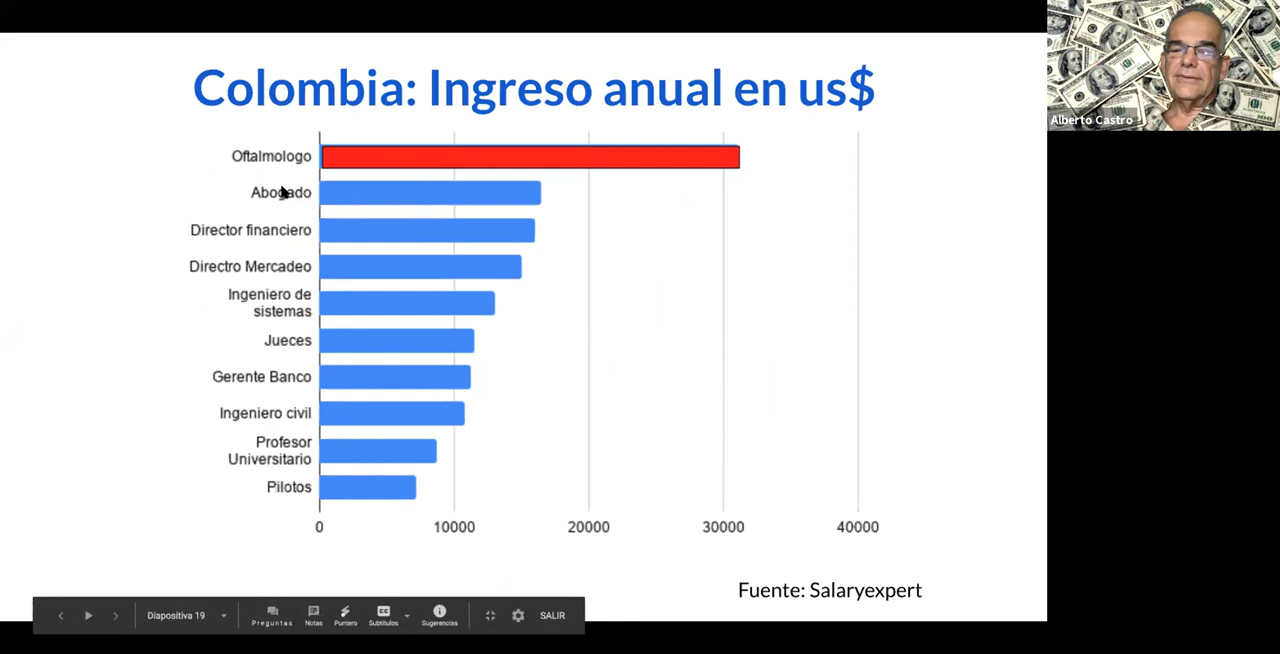 Colombia: Ingreso anual en us$
Alberto Castro
Oftalmologo
Abogado
Director financiero
Directro Mercadeo
Ingeniero de
sistemas
Jueces
Gerente Banco
Ingeniero civil
Profesor
Universitario
Pilotos
0 10000 20000 30000 40000
Fuente: Salaryexpert
Diapositiva 19 Preguntas Notas Puntero Subtítulos Sugerencias SALIR